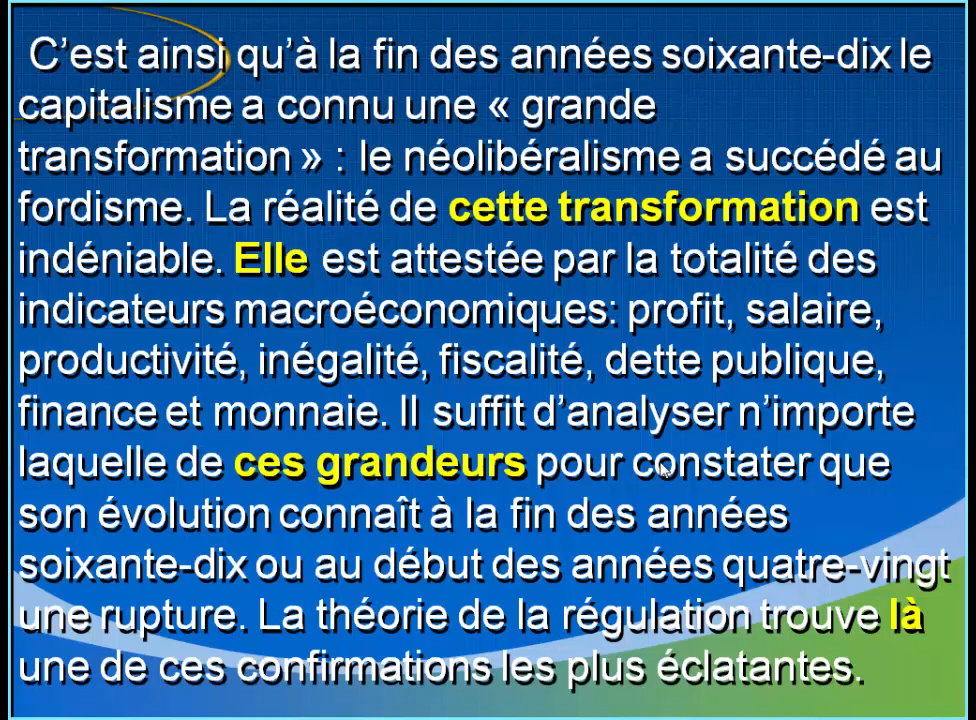 C’est ainsi qu’à la fin des années soixante-dix le
capitalisme a connu une « grande
transformation » : le néolibéralisme a succédé au
fordisme. La réalité de cette transformation est
indéniable. Elle est attestée par la totalité des
indicateurs macroéconomiques: profit, salaire,
productivité, inégalité, fiscalité, dette publique,
finance et monnaie. Il suffit d’analyser n’importe
laquelle de ces grandeurs pour constater que
son évolution connaît à la fin des années
soixante-dix ou au début des années quatre-vingt
une rupture. La théorie de la régulation trouve là
une de ces confirmations les plus éclatantes.